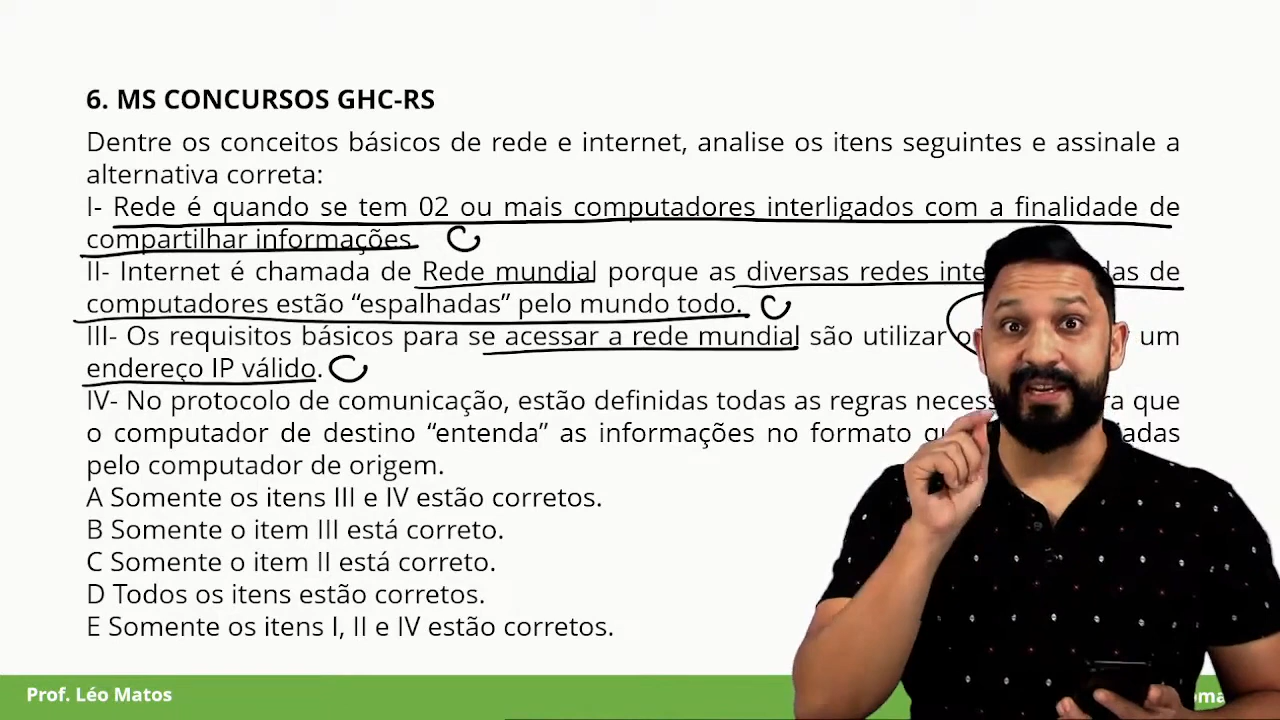 6. MS CONCURSOS GHC-RS
Dentre os conceitos básicos de rede e internet, analise os itens seguintes e assinale a
alternativa correta:
I- Rede é quando se tem 02 ou mais computadores interligados com a finalidade de
compartilhar informações.
II- Internet é chamada de Rede mundial porque as diversas redes de
computadores estão “espalhadas” pelo mundo todo.
III- Os requisitos básicos para se acessar a rede mundial são utilizar um
endereço IP válido.
IV- No protocolo de comunicação, estão definidas todas as regras que
o computador de destino “entenda” as informações no formato
pelo computador de origem.
A Somente os itens III e IV estão corretos.
B Somente o item III está correto.
C Somente o item II está correto.
D Todos os itens estão corretos.
E Somente os itens I, II e IV estão corretos.
Prof. Léo Matos